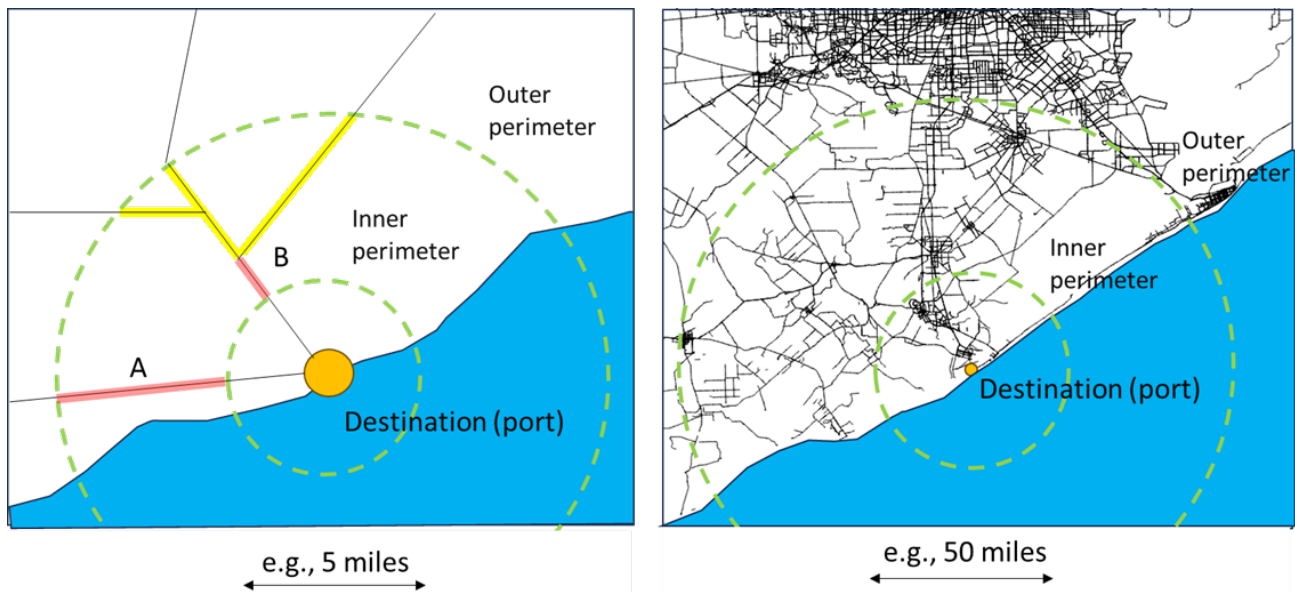 Outer
perimeter
Inner
perimeter
B
A
Destination (port)
e.g., 5 miles
Outer
perimeter
Inner
perimeter
Destination (port)
e.g., 50 miles